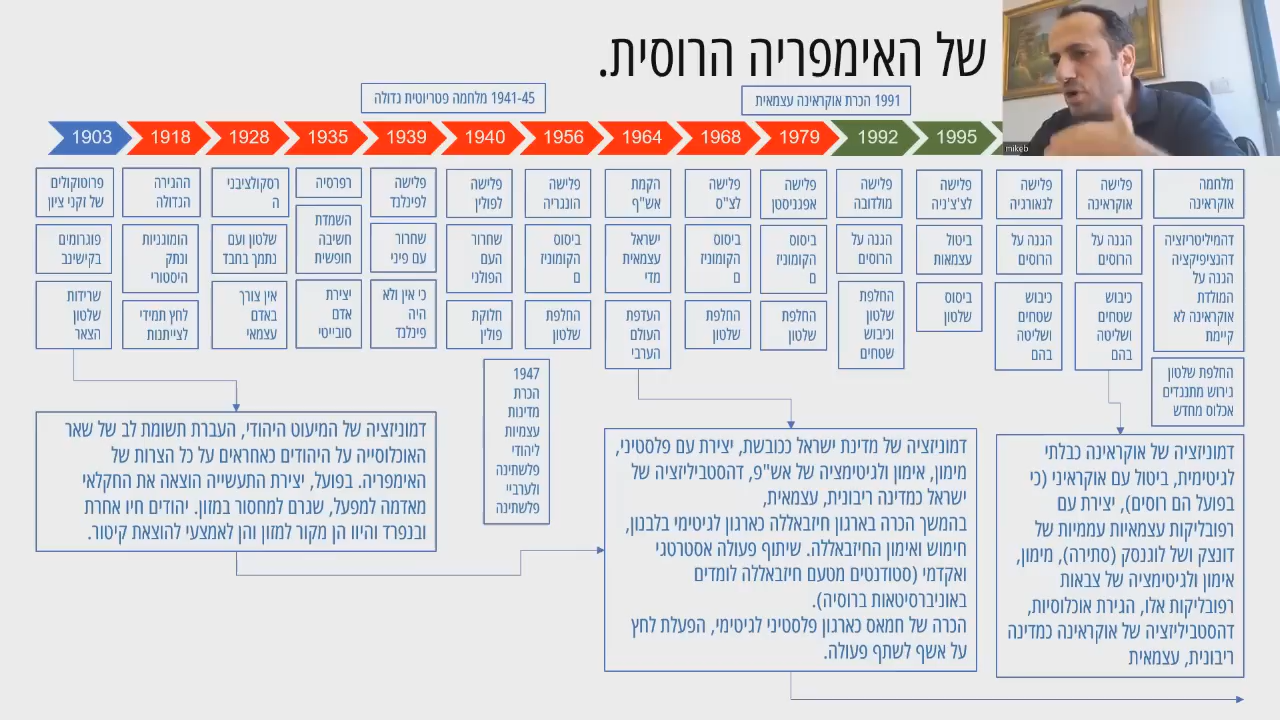 של האימפריה הרוסית.
mikeb
1941-45 מלחמה פטריוטית גדולה
1991 הכרת אוקראינה עצמאית
1903
1918
1928
1935
1939
1940
1956
1964
1968
1979
1992
1995
פרוטוקולים
של זקני ציון
פוגרומים
בקישינב
שרידות
שלטון
הצאר
ההגירה
הגדולה
הומוגניות
ונתק
היסטורי
לחץ תמידי
לצייתנות
רסקולציבני
ה
שלטון ועם
נתמך בחבד
אין צורך
באדם
עצמאי
רפרסיה
השמדת
חשיבה
חופשית
יצירת
אדם
סובייטי
פלישה
לפינלנד
שחרור
עם פיני
כי אין ולא
היה
פינלנד
פלישה
לפולין
שחרור
העם
הפולני
חלוקת
פולין
פלישה
הונגריה
ביסוס
הקומוניז
ם
החלפת
שלטון
הקמת
אש"ף
ישראל
עצמאית
מדי
העדפת
העולם
הערבי
פלישה
לצ"ס
ביסוס
הקומוניז
ם
החלפת
שלטון
פלישה
אפגניסטן
ביסוס
הקומוניז
ם
החלפת
שלטון
פלישה
מולדובה
הגנה על
הרוסים
החלפת
שלטון
וכיבוש
שטחים
פלישה
לצ'צ'ניה
ביטול
עצמאות
ביסוס
שלטון
פלישה
לגאורגיה
הגנה על
הרוסים
כיבוש
שטחים
ושליטה
בהם
פלישה
אוקראינה
הגנה על
הרוסים
כיבוש
שטחים
ושליטה
בהם
מלחמה
אוקראינה
דהמיליטריזציה
דהנציפיקציה
הגנה על
המולדת
אוקראינה לא
קיימת
החלפת שלטון
גירוש מתנגדים
אכלוס מחדש
1947
הכרת
מדינות
עצמיות
ליהודי
פלשתינה
ולערביי
פלשתינה
דמוניזציה של המיעוט היהודי, העברת תשומת לב של שאר
האוכלוסייה על היהודים כאחראים על כל הצרות של
האימפריה. בפועל, יצירת התעשייה הוצאה את החקלאי
מאדמה למפעל, שגרם למחסור במזון. יהודים חיו אחרת
ובנפרד והיוו הן מקור למזון והן לאמצעי להוצאת קיטור.
דמוניזציה של מדינת ישראל ככובשת, יצירת עם פלסטיני,
מימון, אימון ולגיטימציה של אש"פ, דהסטביליזציה של
ישראל כמדינה ריבונית, עצמאית,
בהמשך הכרה בארגון חיזבאללה כארגון לגיטימי בלבנון,
חימוש ואימון החיזבאללה. שיתוף פעולה אסטרטגי
ואקדמי (סטודנטים מטעם חיזבאללה לומדים
באוניברסיטאות ברוסיה).
הכרה של חמאס כארגון פלסטיני לגיטימי, הפעלת לחץ
על אשף לשתף פעולה.
דמוניזציה של אוקראינה כבלתי
לגיטימית, ביטול עם אוקראיני (כי
בפועל הם רוסים), יצירת עם
רפובליקות עצמאיות עממיות של
דונצק ושל לוגנסק (סתירה), מימון,
אימון ולגיטימציה של צבאות
רפובליקות אלו, הגירת אוכלוסיות,
דהסטביליזציה של אוקראינה כמדינה
ריבונית, עצמאית